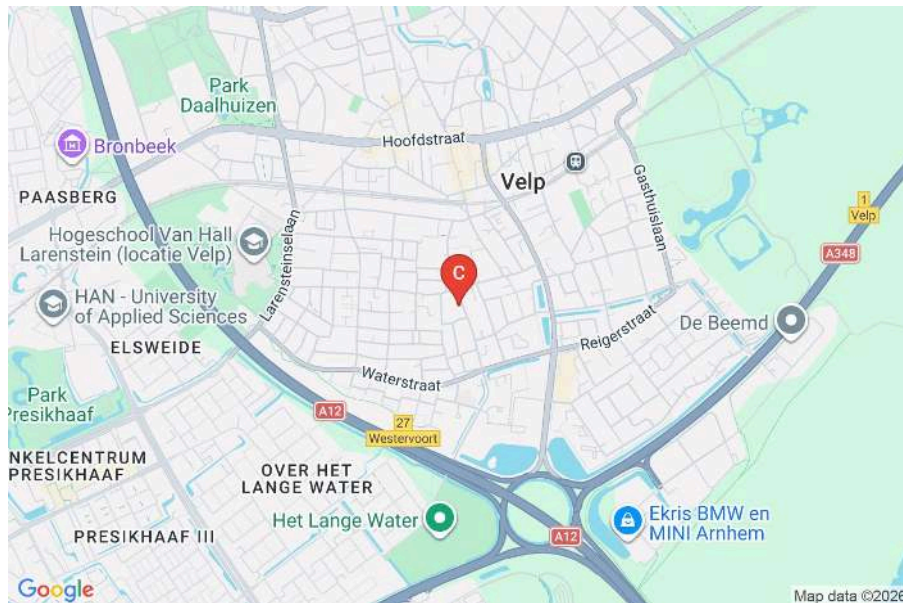 Park
Daalhuizen
Hoofdstraat
Bronbeek
Velp
Gasthuislaan
1
Velp
PAASBERG
Larensteinselaan
Hogeschool Van Hall
Larenstein (locatie Velp)
A348
C
HAN - University
of Applied Sciences
De Beemd
Reigerstraat
ELSWEIDE
Waterstraat
Park
Presikhaaf
A12
27
Westervoort
NKELCENTRUM
PRESIKHAAF
OVER HET
LANGE WATER
Het Lange Water
Ekris BMW en
MINI Arnhem
PRESIKHAAF III
A12
Google
Map data ©2026